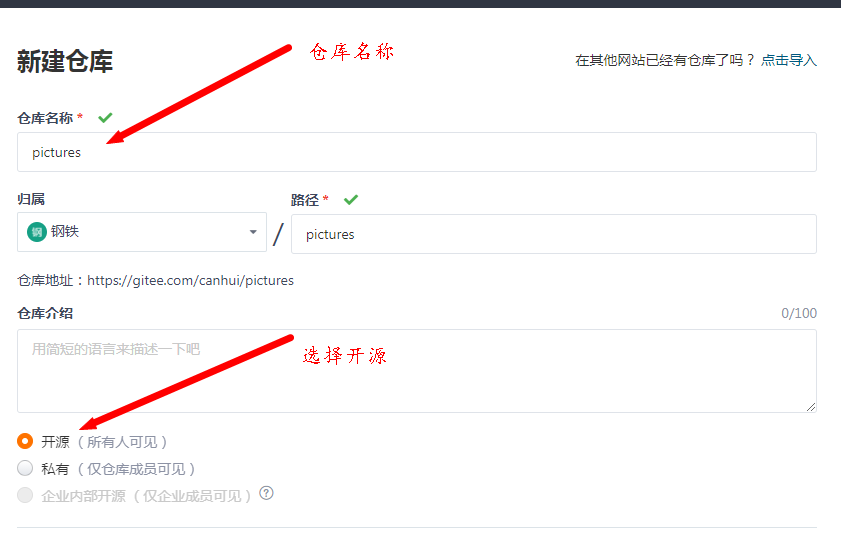 新建仓库
仓库名称
在其他网站已经有仓库了吗？ 点击导入
仓库名称 *
pictures
归属
路径 *
钢 钢铁
/
pictures
仓库地址：https://gitee.com/canhui/pictures
仓库介绍
0/100
用简短的语言来描述一下吧
选择开源
开源（所有人可见）
私有（仅仓库成员可见）
企业内部开源（仅企业成员可见） ?